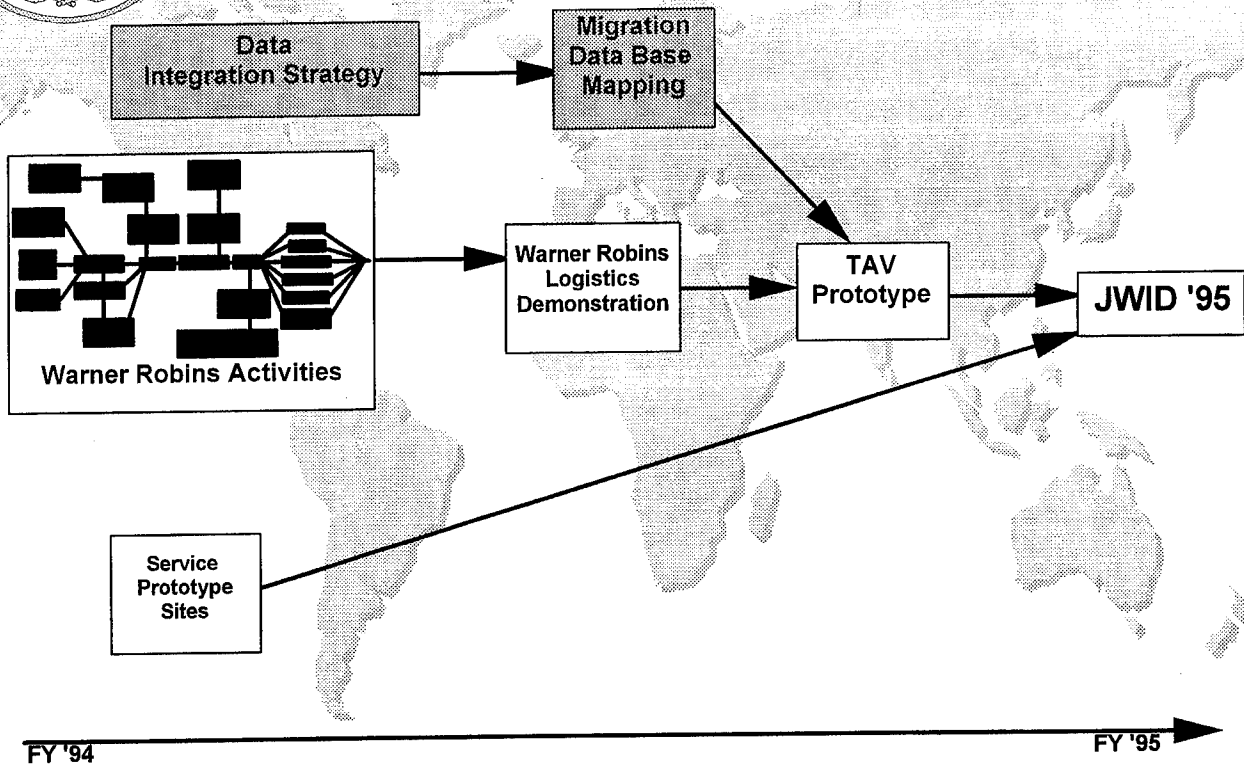 Data
Integration Strategy
Migration
Data Base
Mapping
Warner Robins Activities
Warner Robins
Logistics
Demonstration
TAV
Prototype
JWID '95
Service
Prototype
Sites
FY '94
FY '95